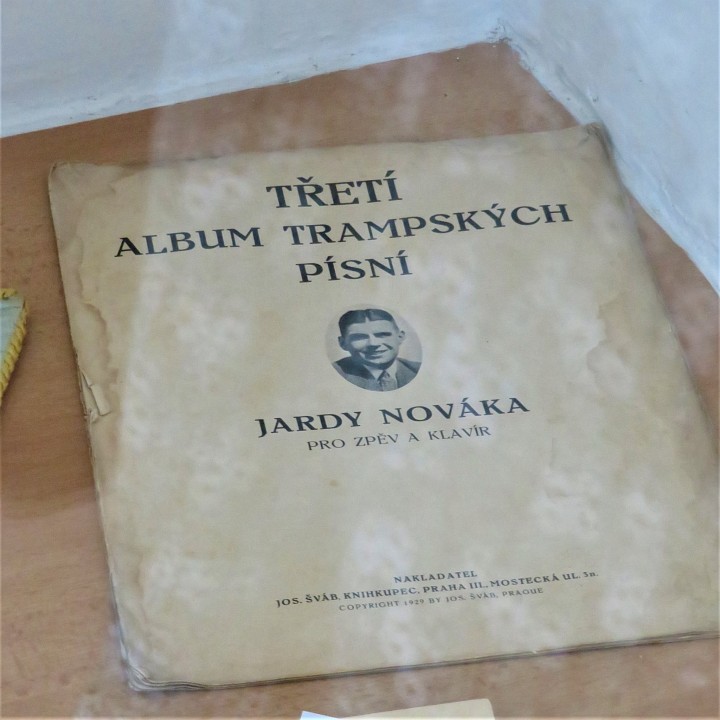 TŘETÍ
ALBUM TRAMPSKÝCH
PÍSNÍ
JARDY NOVÁKA
PRO ZPĚV A KLAVÍR
NAKLADATEL
JOS. ŠVÁB, KNIHKUPEC, PRAHA III., MOSTECKÁ UL. 3n.
COPYRIGHT 1929 BY JOS. ŠVÁB, PRAGUE